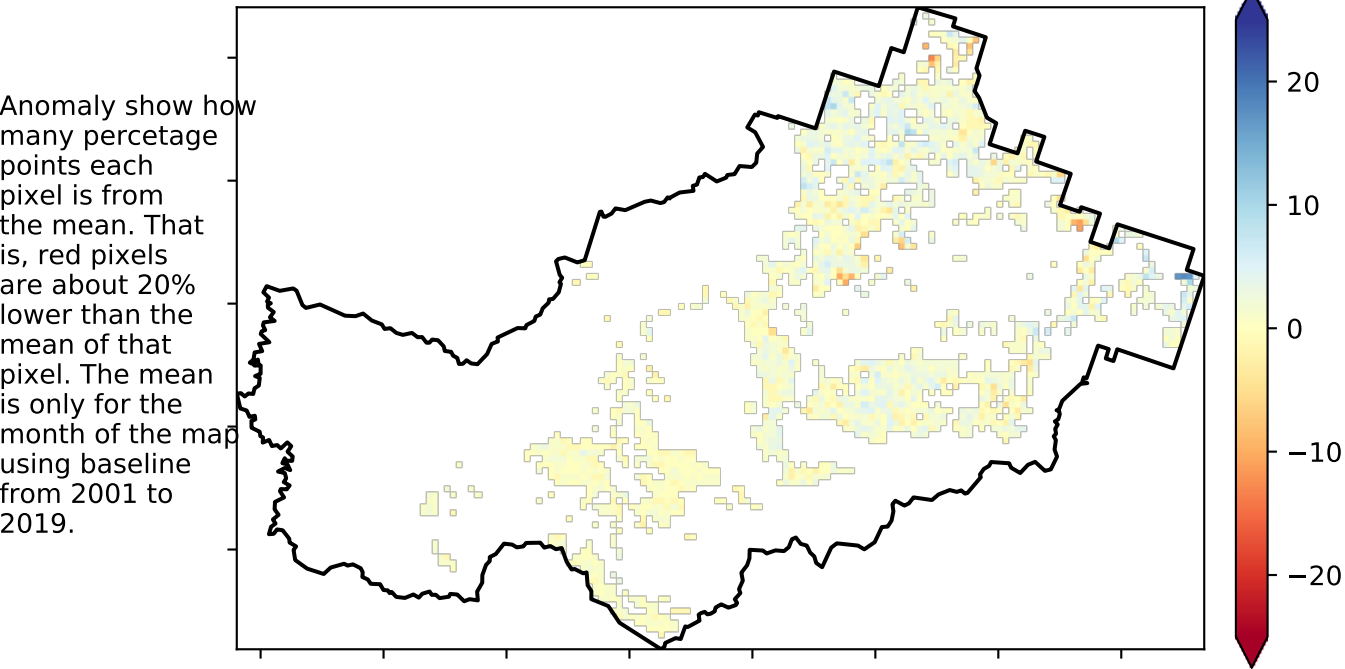 Anomaly show how
many percetage
points each
pixel is from
the mean. That
is, red pixels
are about 20%
lower than the
mean of that
pixel. The mean
is only for the
month of the map
using baseline
from 2001 to
2019.
20
10
0
−10
−20